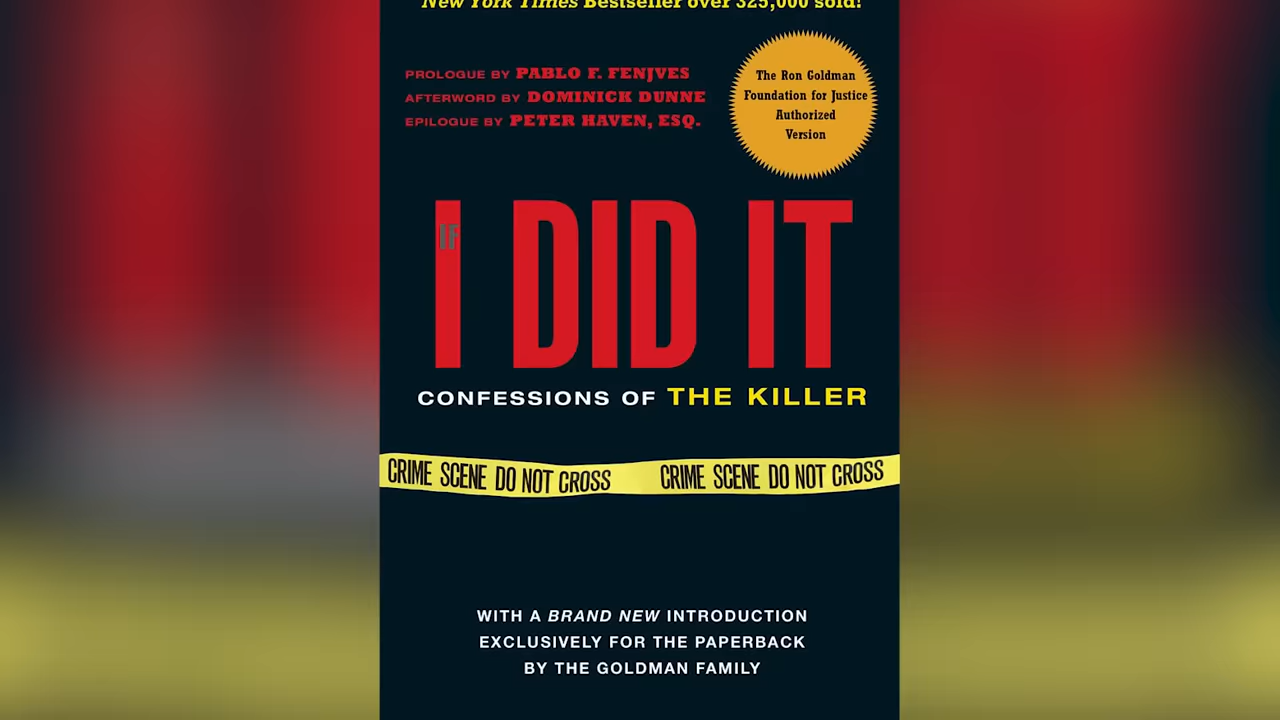 New York Times Bestseller over 325,000 sold!
PROLOGUE BY PABLO F. FENJVES
AFTERWORD BY DOMINICK DUNNE
EPILOGUE BY PETER HAVEN, ESQ.
The Ron Goldman
Foundation for Justice
Authorized
Version
IF
I DID IT
CONFESSIONS OF THE KILLER
CRIME SCENE DO NOT CROSS CRIME SCENE DO NOT CROSS
WITH A BRAND NEW INTRODUCTION
EXCLUSIVELY FOR THE PAPERBACK
BY THE GOLDMAN FAMILY